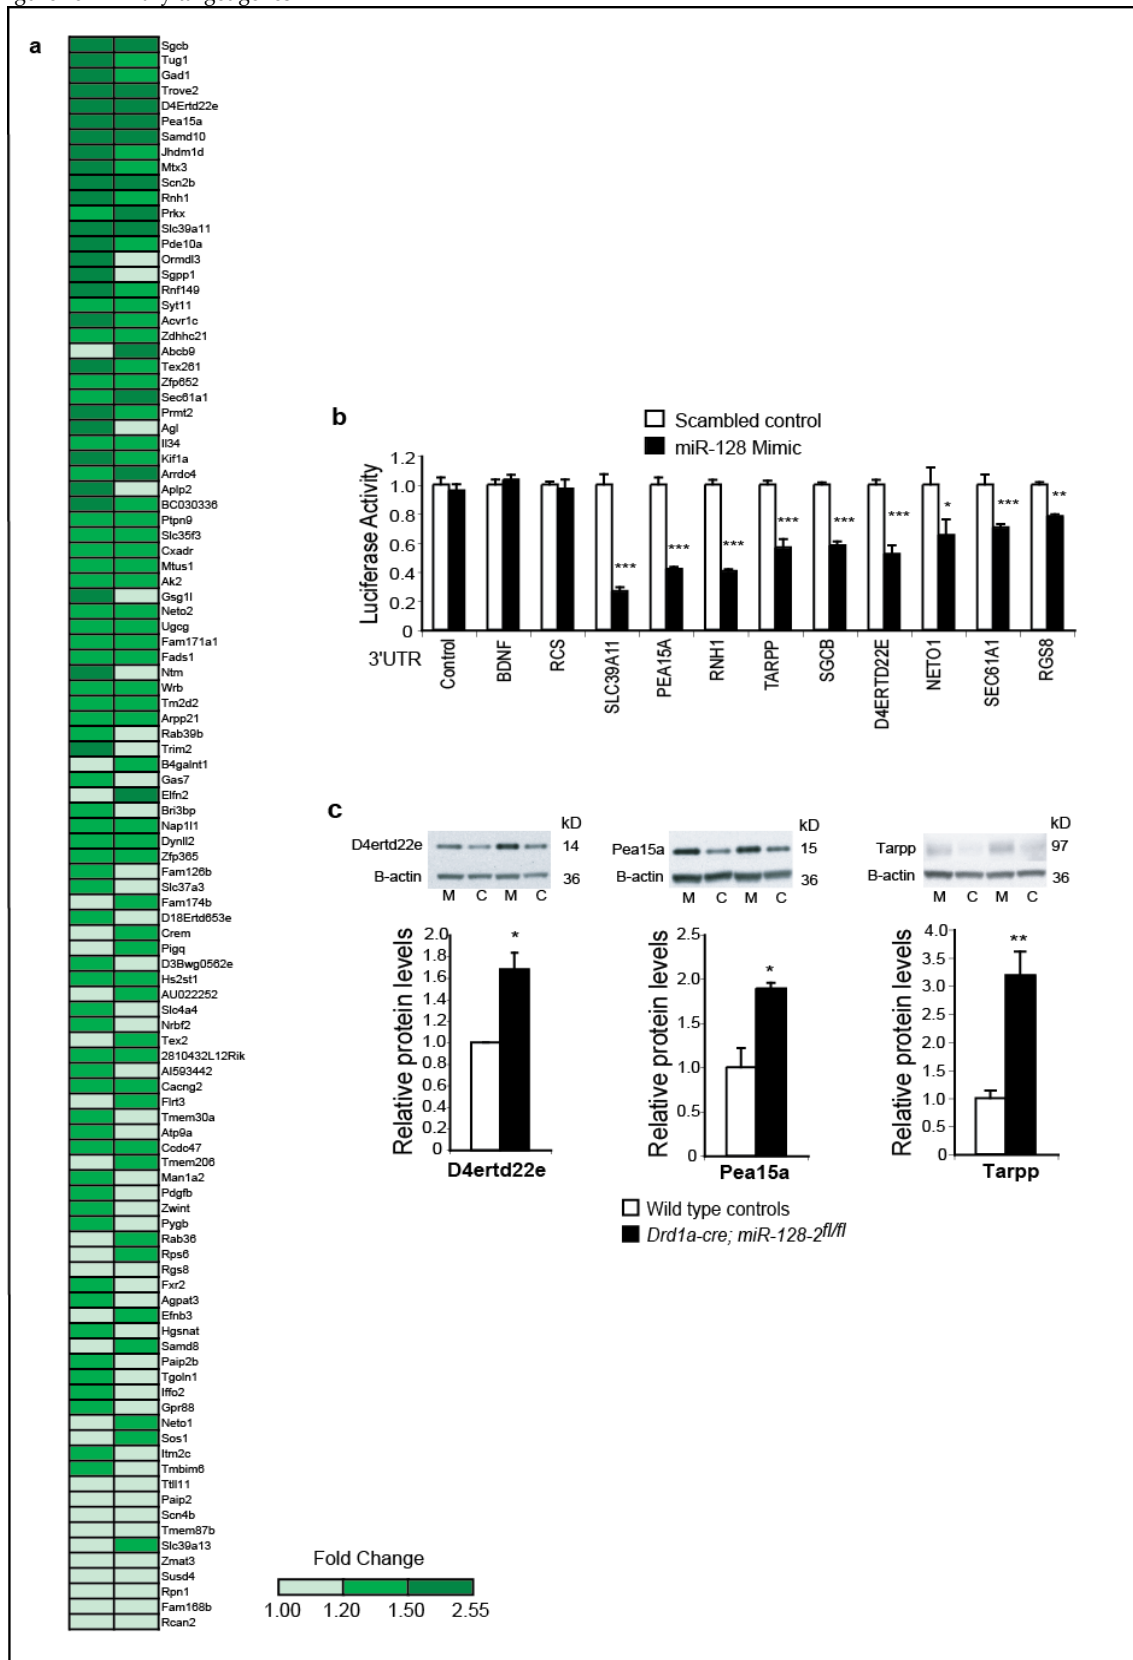 a
Sgcb
Tug1
Gad1
Trove2
D4Ertd22e
Pea15a
Samd10
Jhdm1d
Mtx3
Scn2b
Rnh1
Prkx
Slc39a11
Pde10a
Ormdl3
Sgpp1
Rnf149
Syt11
Acvr1c
Zdhhc21
Abcb9
Tex261
Zfp652
Sec61a1
Prmt2
Agl
Il34
Kif1a
Arrdc4
Aplp2
BC030336
Ptpn9
Slc35f3
Cxadr
Mtus1
Ak2
Gsg1l
Neto2
Ugcg
Fam171a1
Fads1
Ntm
Wrb
Tm2d2
Arpp21
Rab39b
Trim2
B4galnt1
Gas7
Elfn2
Bri3bp
Nap1l1
Dynll2
Zfp365
Fam126b
Slc37a3
Fam174b
D18Ertd653e
Crem
Pigq
D3Bwg0562e
Hs2st1
AU022252
Slc4a4
Nrbf2
Tex2
2810432L12Rik
AI593442
Cacng2
Flrt3
Tmem30a
Atp9a
Ccdc47
Tmem206
Man1a2
Pdgfb
Zwint
Pygb
Rab36
Rps6
Rgs8
Fxr2
Agpat3
Efnb3
Hgsnat
Samd8
Paip2b
Tgoln1
Iffo2
Gpr88
Neto1
Sos1
Itm2c
Tmbim6
Ttll11
Paip2
Scn4b
Tmem87b
Slc39a13
Zmat3
Susd4
Rpn1
Fam168b
Rcan2
Fold Change
1.00 1.20 1.50 2.55
b
Scambled control
miR-128 Mimic
Luciferase Activity
1.2
1.0
0.8
0.6
0.4
0.2
0
*** *** *** *** *** *** * *** **
3'UTR
Control
BDNF
RCS
SLC39A11
PEA15A
RNH1
TARPP
SGCB
D4ERTD22E
NETO1
SEC61A1
RGS8
c
kD
D4ertd22e 14
B-actin 36
M C M C
Relative protein levels
2.0
1.8
1.6
1.4
1.2
1.0
0.8
0.6
0.4
0.2
0
*
D4ertd22e
kD
Pea15a 15
B-actin 36
M C M C
Relative protein levels
2.5
2.0
1.5
1.0
0.5
0
*
Pea15a
kD
Tarpp 97
B-actin 36
M C M C
Relative protein levels
4.0
3.5
3.0
2.5
2.0
1.5
1.0
0.5
0
**
Tarpp
Wild type controls
Drd1a-cre; miR-128-2fl/fl